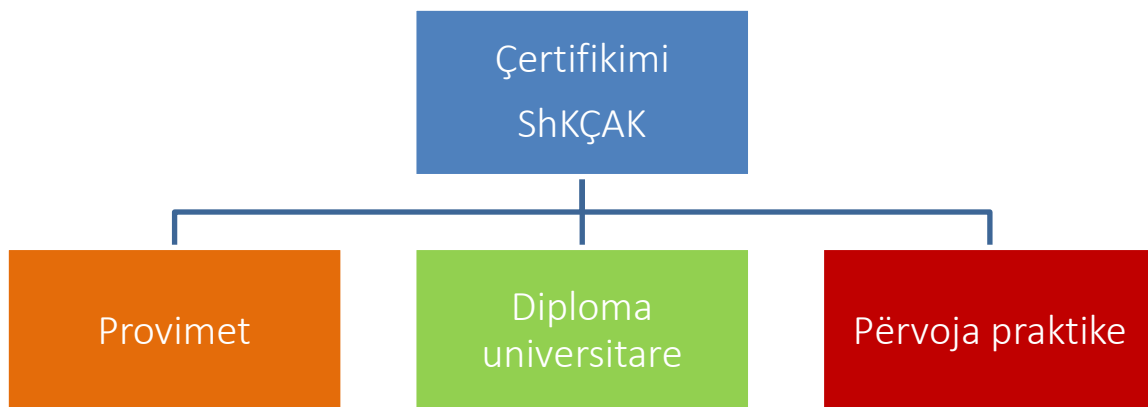 Çertifikimi
ShKÇAK
Provimet
Diploma
universitare
Përvoja praktike